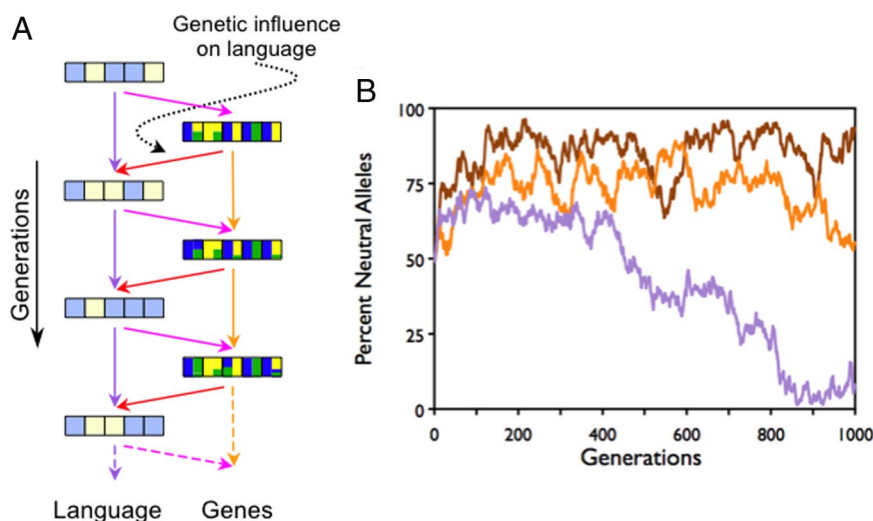 A
Genetic influence
on language
Generations
Language
Genes
B
Percent Neutral Alleles
100
75
50
25
0
0
200
400
600
800
1000
Generations